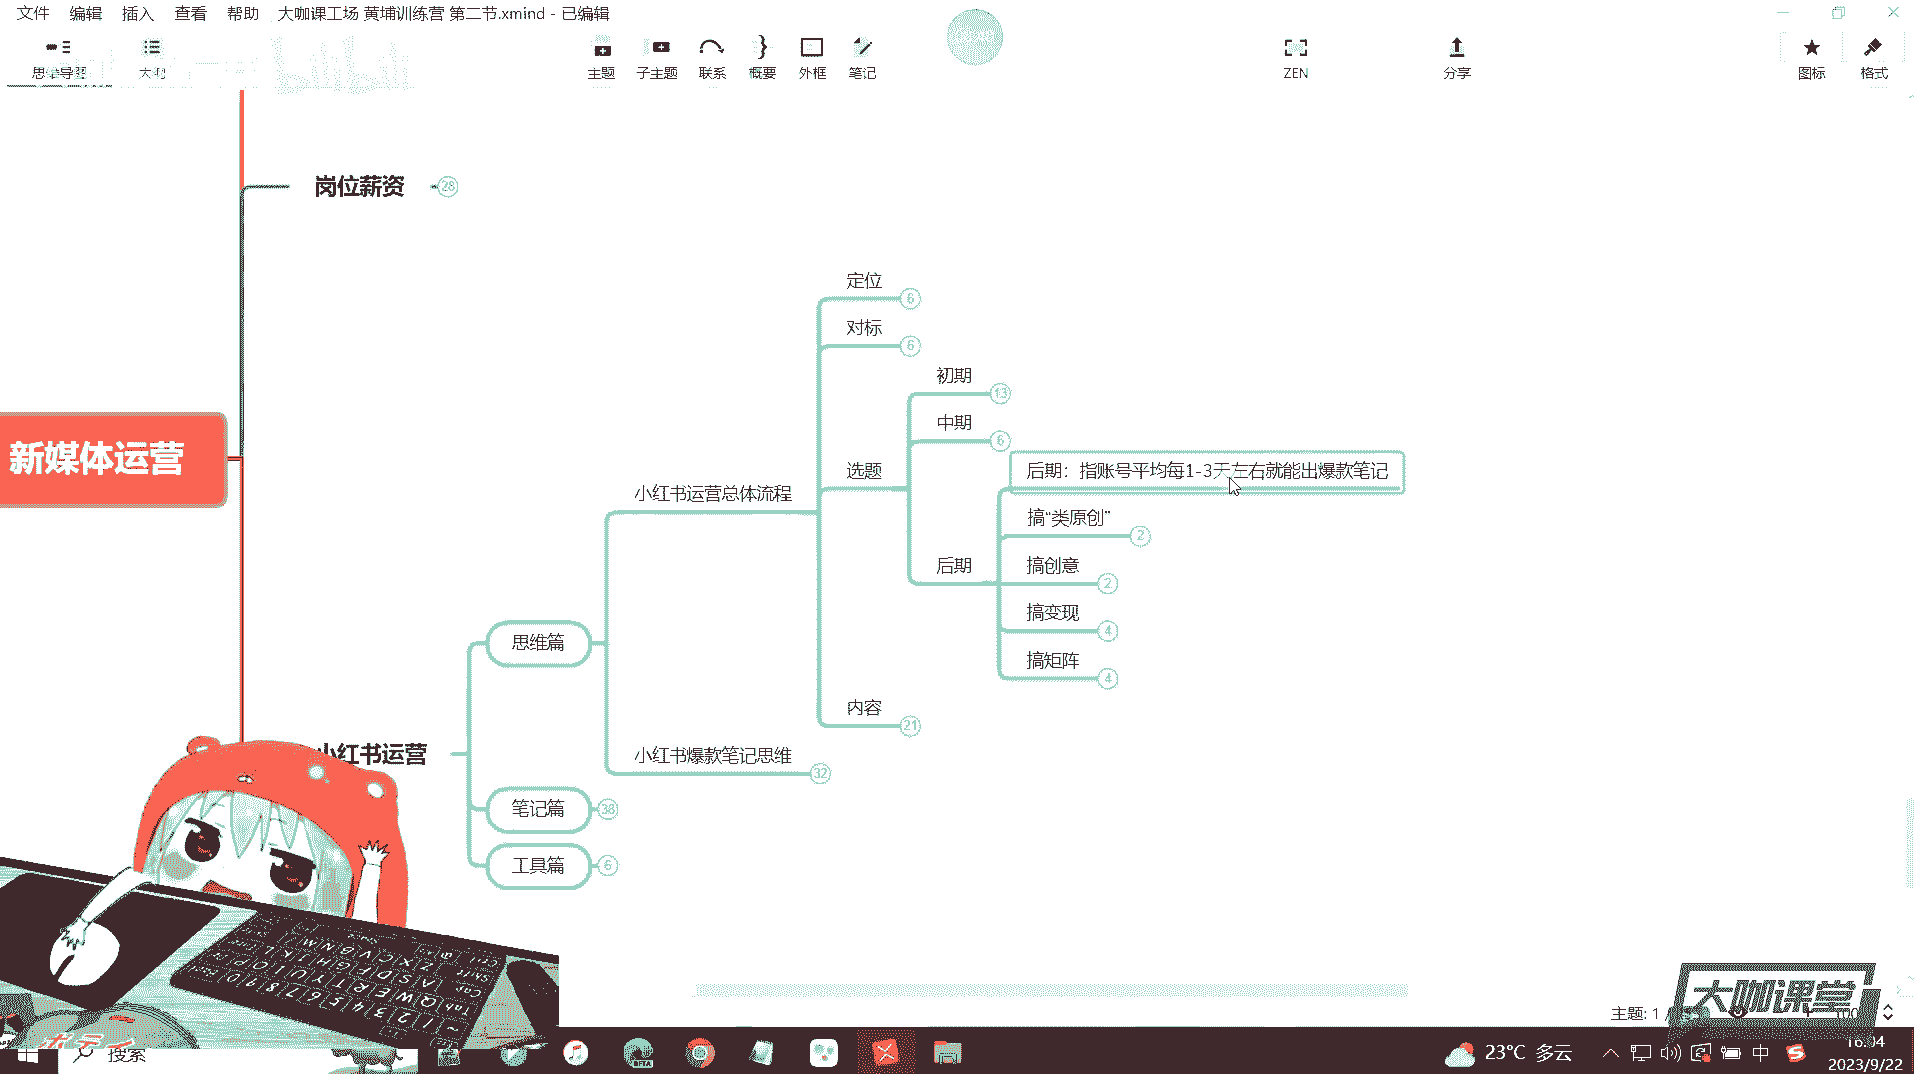 文件 编辑 插入 查看 帮助 大咖课工场 黄埔训练营 第二节.xmind - 已编辑
思维导图 大纲 主题 子主题 联系 概要 外框 笔记 ZEN 分享 图标 格式
bilibili
岗位薪资 28
定位 6
对标 6
初期 13
中期 6
后期：指账号平均每1-3天左右就能出爆款笔记
新媒体运营
选题
小红书运营总体流程
搞“类原创” 2
后期
搞创意 2
搞变现 4
思维篇
搞矩阵 4
内容 21
小红书运营
小红书爆款笔记思维 32
笔记篇 38
工具篇 6
大咖课堂
主题: 1 /
搜索
23°C 多云
中
16:04
2023/9/22